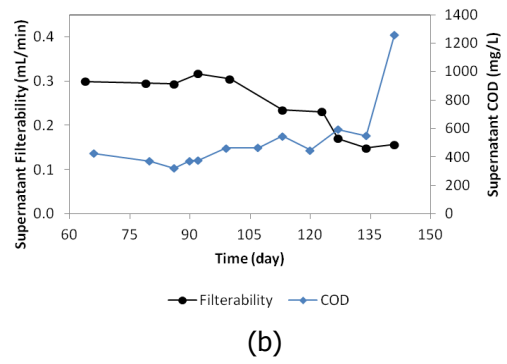 Supernatant Filterability (mL/min)
0.4
0.3
0.2
0.1
0.0
1400
1200
1000
800
600
400
200
0
Supernatant COD (mg/L)
60 75 90 105 120 135 150
Time (day)
Filterability COD
(b)